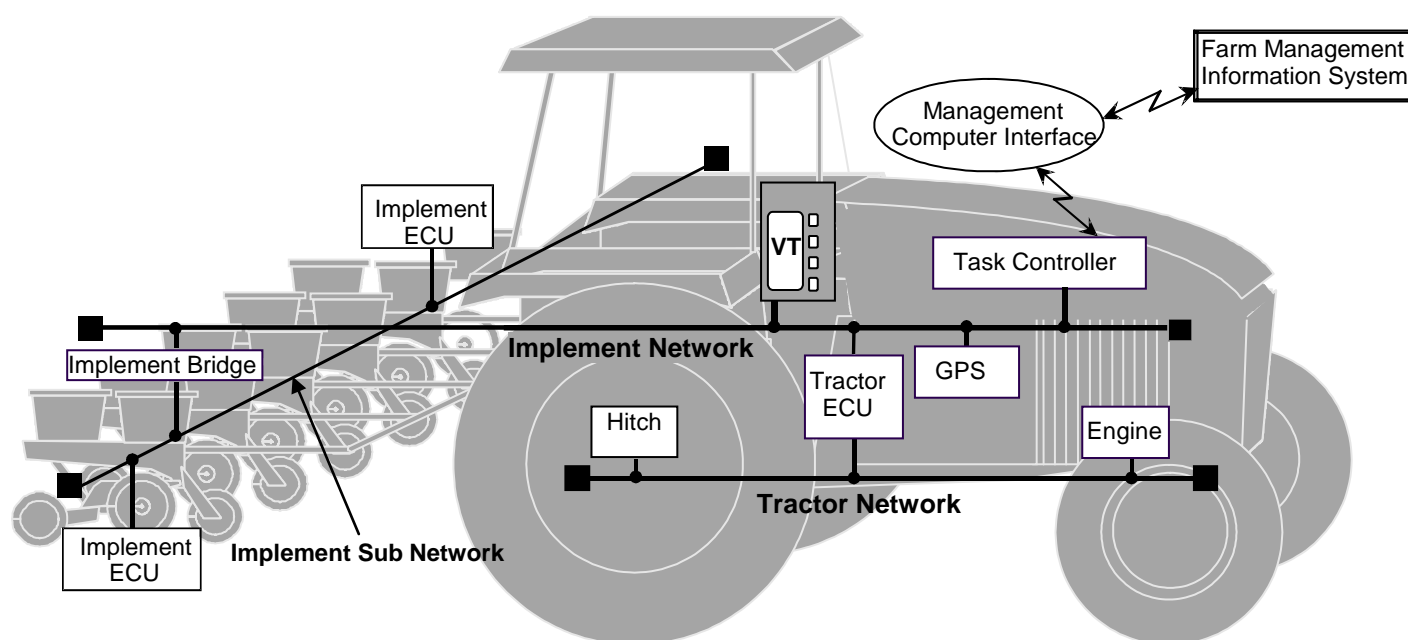 Farm Management
Information System
Management
Computer Interface
Implement
ECU
VT
Task Controller
Implement Network
Implement Bridge
Tractor
ECU
GPS
Hitch
Engine
Tractor Network
Implement
ECU
Implement Sub Network